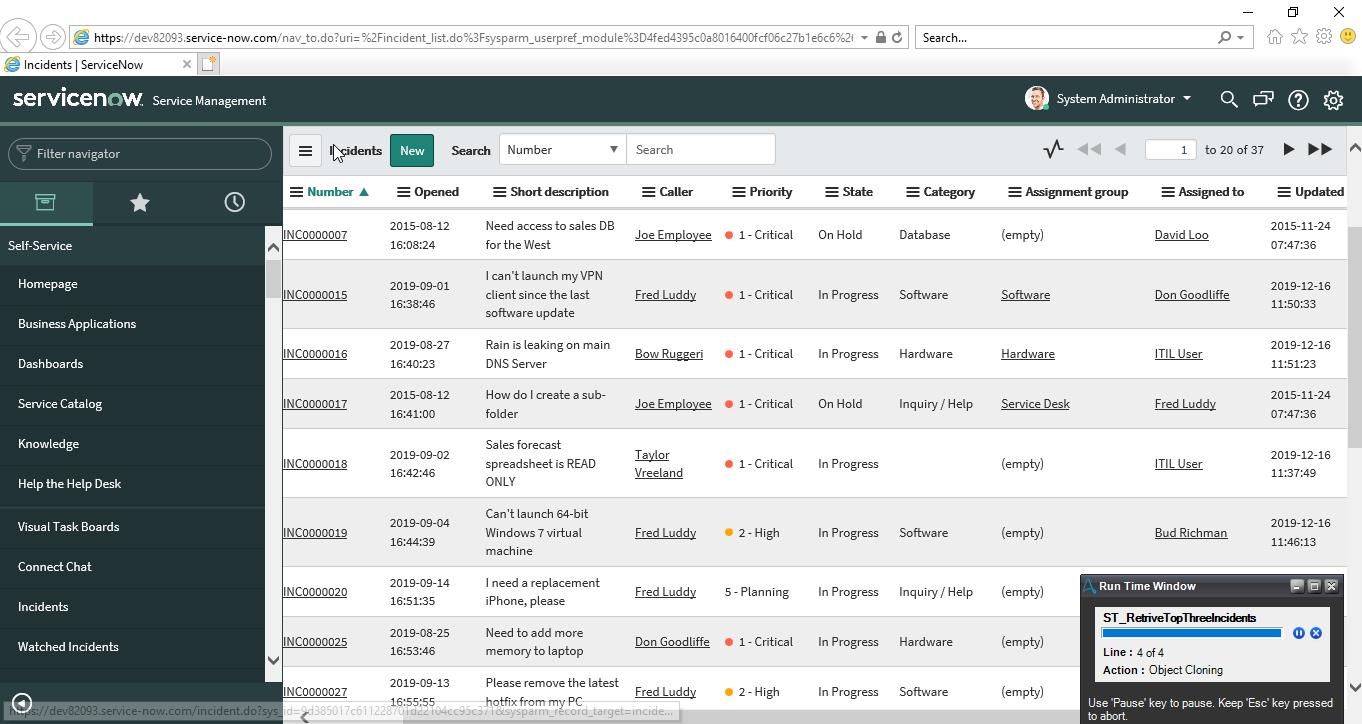 https://dev82093.service-now.com/nav_to.do?uri=%2Fincident_list.do%3Fsysparm_userpref_module%3D4fed4395c0a8016400fcf06c27b1e6c6%2
Search...
Incidents | ServiceNow
servicenow. Service Management
System Administrator
Filter navigator
Incidents New Search Number Search
1 to 20 of 37
Number Opened Short description Caller Priority State Category Assignment group Assigned to Updated
Self-Service
Homepage
Business Applications
Dashboards
Service Catalog
Knowledge
Help the Help Desk
Visual Task Boards
Connect Chat
Incidents
Watched Incidents
INC0000007 2015-08-12 16:08:24 Need access to sales DB for the West Joe Employee 1 - Critical On Hold Database (empty) David Loo 2015-11-24 07:47:36
INC0000015 2019-09-01 16:38:46 I can't launch my VPN client since the last software update Fred Luddy 1 - Critical In Progress Software Software Don Goodliffe 2019-12-16 11:50:33
INC0000016 2019-08-27 16:40:23 Rain is leaking on main DNS Server Bow Ruggeri 1 - Critical In Progress Hardware Hardware ITIL User 2019-12-16 11:51:23
INC0000017 2015-08-12 16:41:00 How do I create a sub-folder Joe Employee 1 - Critical On Hold Inquiry / Help Service Desk Fred Luddy 2015-11-24 07:47:36
INC0000018 2019-09-02 16:42:46 Sales forecast spreadsheet is READ ONLY Taylor Vreeland 1 - Critical In Progress (empty) ITIL User 2019-12-16 11:37:49
INC0000019 2019-09-04 16:44:39 Can't launch 64-bit Windows 7 virtual machine Fred Luddy 2 - High In Progress Software (empty) Bud Richman 2019-12-16 11:46:13
INC0000020 2019-09-14 16:51:35 I need a replacement iPhone, please Fred Luddy 5 - Planning In Progress Inquiry / Help (empty)
INC0000025 2019-08-25 16:53:46 Need to add more memory to laptop Don Goodliffe 1 - Critical In Progress Hardware (empty)
INC0000027 2019-09-13 16:55:55 Please remove the latest hotfix from my PC Fred Luddy 2 - High In Progress Software (empty)
https://dev82093.service-now.com/incident.do?sys_id=9d385017c611228701d22104cc95c371&sysparm_record_target=incide...
Run Time Window
ST_RetriveTopThreeIncidents
Line : 4 of 4
Action : Object Cloning
Use 'Pause' key to pause. Keep 'Esc' key pressed
to abort.